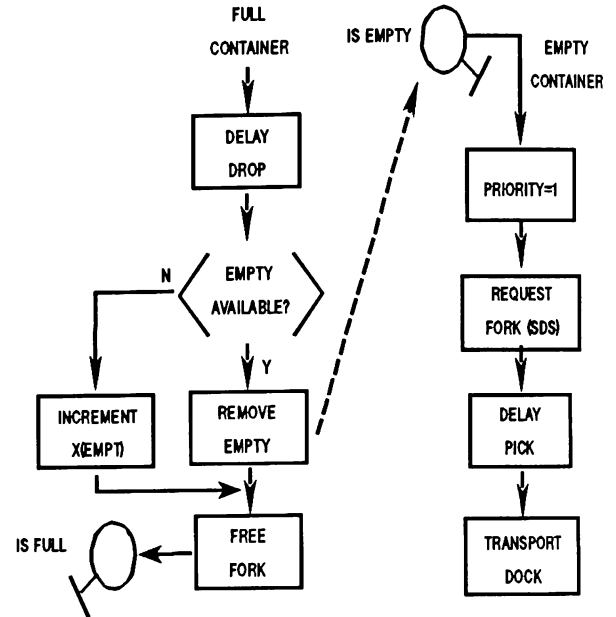 FULL
CONTAINER
DELAY
DROP
N
EMPTY
AVAILABLE?
Y
INCREMENT
X(EMPT)
REMOVE
EMPTY
FREE
FORK
IS FULL
IS EMPTY
EMPTY
CONTAINER
PRIORITY=1
REQUEST
FORK (SDS)
DELAY
PICK
TRANSPORT
DOCK